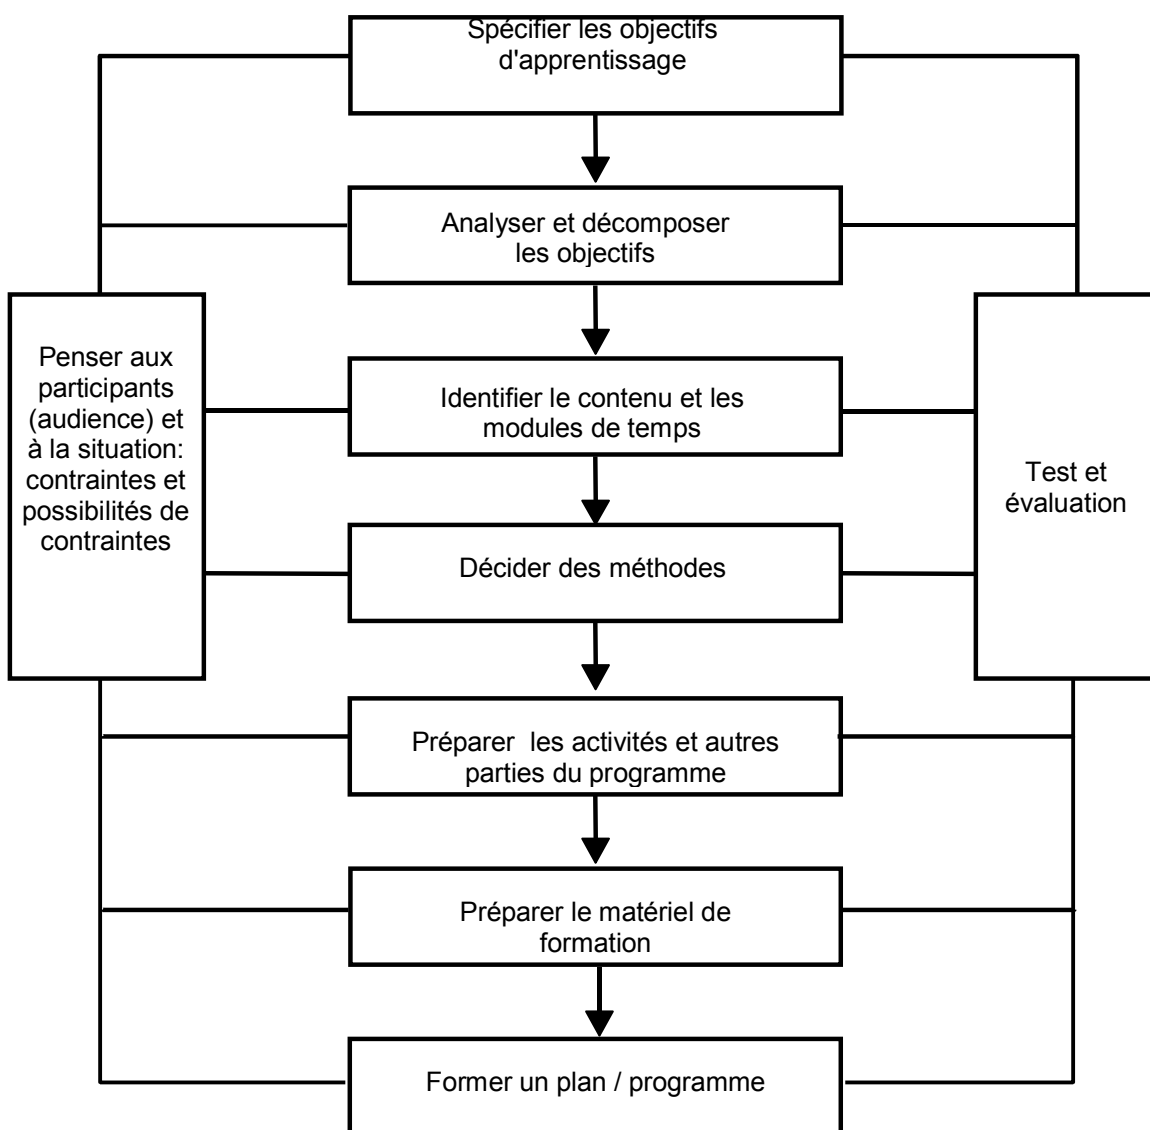 Spécifier les objectifs
d'apprentissage
Analyser et décomposer
les objectifs
Penser aux
participants
(audience) et
à la situation:
contraintes et
possibilités de
contraintes
Identifier le contenu et les
modules de temps
Test et
évaluation
Décider des méthodes
Préparer  les activités et autres
parties du programme
Préparer le matériel de
formation
Former un plan / programme